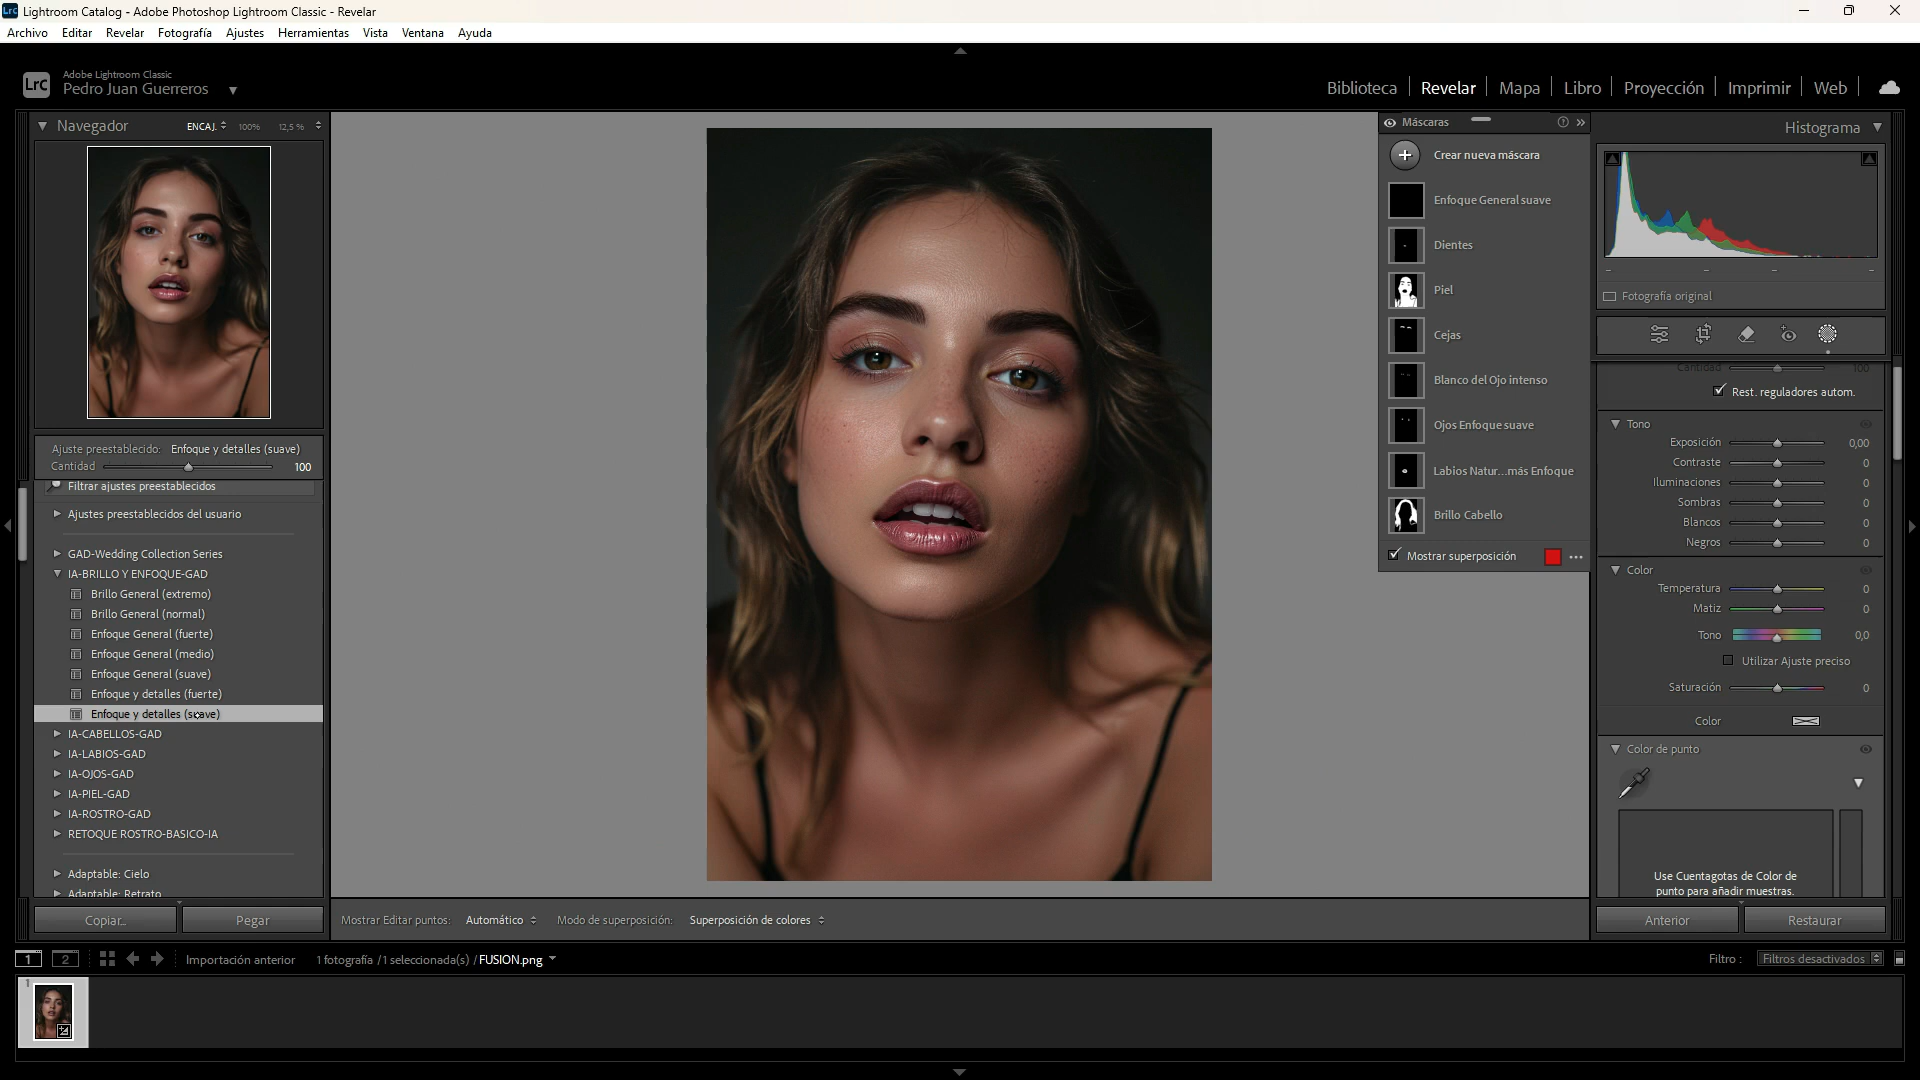 Lightroom Catalog - Adobe Photoshop Lightroom Classic - Revelar
Archivo Editar Revelar Fotografía Ajustes Herramientas Vista Ventana Ayuda
Adobe Lightroom Classic
Pedro Juan Guerreros
Biblioteca Revelar Mapa Libro Proyección Imprimir Web
Navegador ENCAJ. 100% 12,5 %
Ajuste preestablecido: Enfoque y detalles (suave)
Cantidad 100
Filtrar ajustes preestablecidos
Ajustes preestablecidos del usuario
GAD-Wedding Collection Series
IA-BRILLO Y ENFOQUE-GAD
Brillo General (extremo)
Brillo General (normal)
Enfoque General (fuerte)
Enfoque General (medio)
Enfoque General (suave)
Enfoque y detalles (fuerte)
Enfoque y detalles (suave)
IA-CABELLOS-GAD
IA-LABIOS-GAD
IA-OJOS-GAD
IA-PIEL-GAD
IA-ROSTRO-GAD
RETOQUE ROSTRO-BASICO-IA
Adaptable: Cielo
Adaptable: Retrato
Copiar... Pegar
Máscaras
Crear nueva máscara
Enfoque General suave
Dientes
Piel
Cejas
Blanco del Ojo intenso
Ojos Enfoque suave
Labios Natur...más Enfoque
Brillo Cabello
Mostrar superposición
Histograma
Fotografía original
Cantidad 100
Rest. reguladores autom.
Tono
Exposición 0,00
Contraste 0
Iluminaciones 0
Sombras 0
Blancos 0
Negros 0
Color
Temperatura 0
Matiz 0
Tono 0,0
Utilizar Ajuste preciso
Saturación 0
Color
Color de punto
Use Cuentagotas de Color de
punto para añadir muestras.
Anterior Restaurar
Mostrar Editar puntos: Automático Modo de superposición: Superposición de colores
1 2 Importación anterior 1 fotografía / 1 seleccionada(s) / FUSION.png
Filtro : Filtros desactivados
1